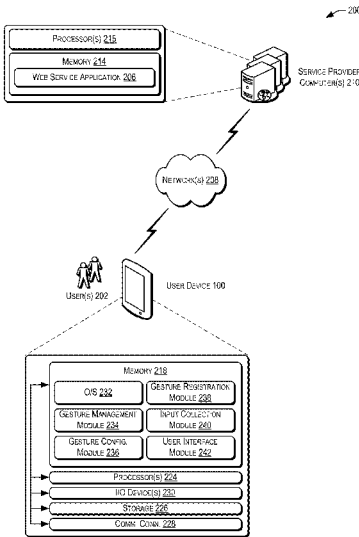 200
PROCESSOR(S) 215
MEMORY 214
WEB SERVICE APPLICATION 206
SERVICE PROVIDER
COMPUTER(S) 210
NETWORK(S) 208
USER(S) 202
USER DEVICE 100
MEMORY 218
O/S 232
GESTURE REGISTRATION
MODULE 238
GESTURE MANAGEMENT
MODULE 234
INPUT COLLECTION
MODULE 240
GESTURE CONFIG.
MODULE 236
USER INTERFACE
MODULE 242
PROCESSOR(S) 224
I/O DEVICE(S) 230
STORAGE 226
COMM. CONN. 228